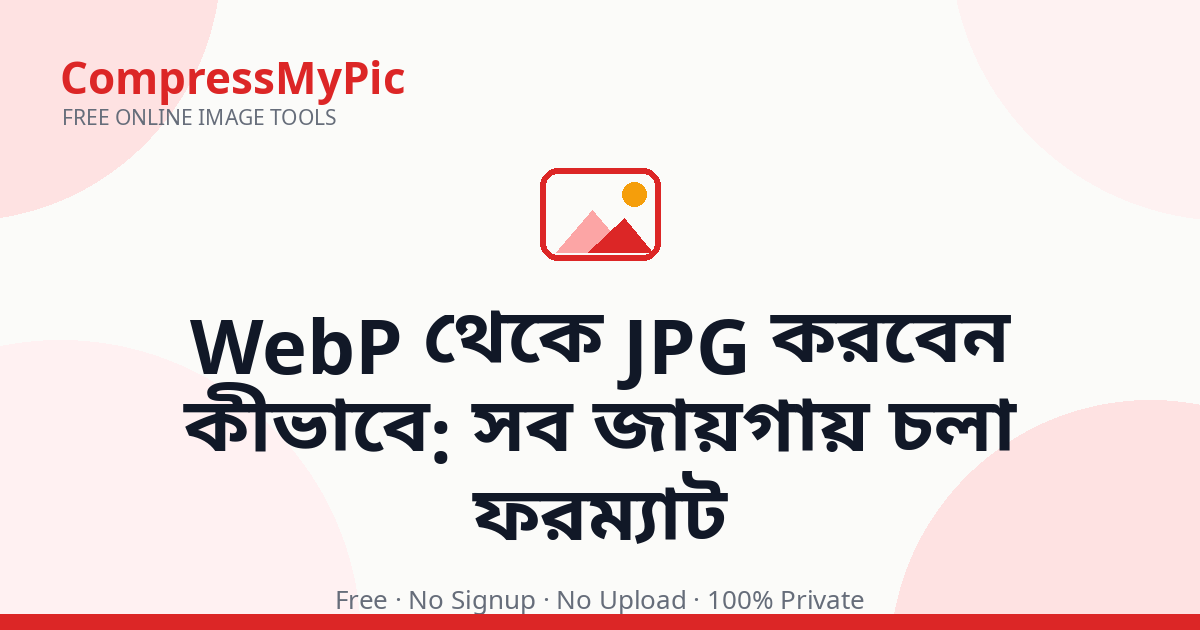 CompressMyPic
FREE ONLINE IMAGE TOOLS
WebP থেকে JPG করবেন
কীভাবে: সব জায়গায় চলা
ফরম্যাট
Free · No Signup · No Upload · 100% Private